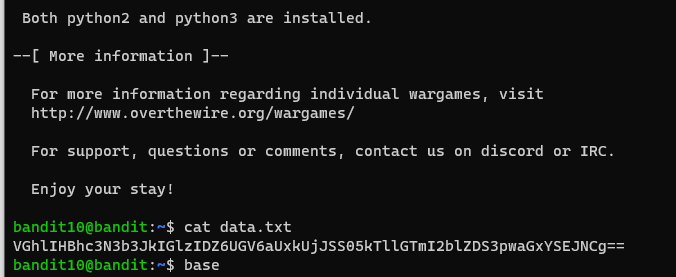 Both python2 and python3 are installed.
--[ More information ]--
For more information regarding individual wargames, visit
http://www.overthewire.org/wargames/
For support, questions or comments, contact us on discord or IRC.
Enjoy your stay!
bandit10@bandit:~$ cat data.txt
VGhlIHBhc3N3b3JkIGlzIDZ6UGV6aUxkUjJSS05kTllGTmI2blZDS3pwaGxYSEJNCg==
bandit10@bandit:~$ base